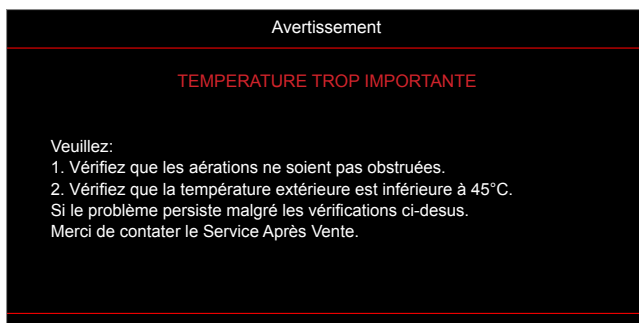 Avertissement
TEMPERATURE TROP IMPORTANTE
Veuillez:
1. Vérifiez que les aérations ne soient pas obstruées.
2. Vérifiez que la température extérieure est inférieure à 45°C.
Si le problème persiste malgré les vérifications ci-desus.
Merci de contater le Service Après Vente.